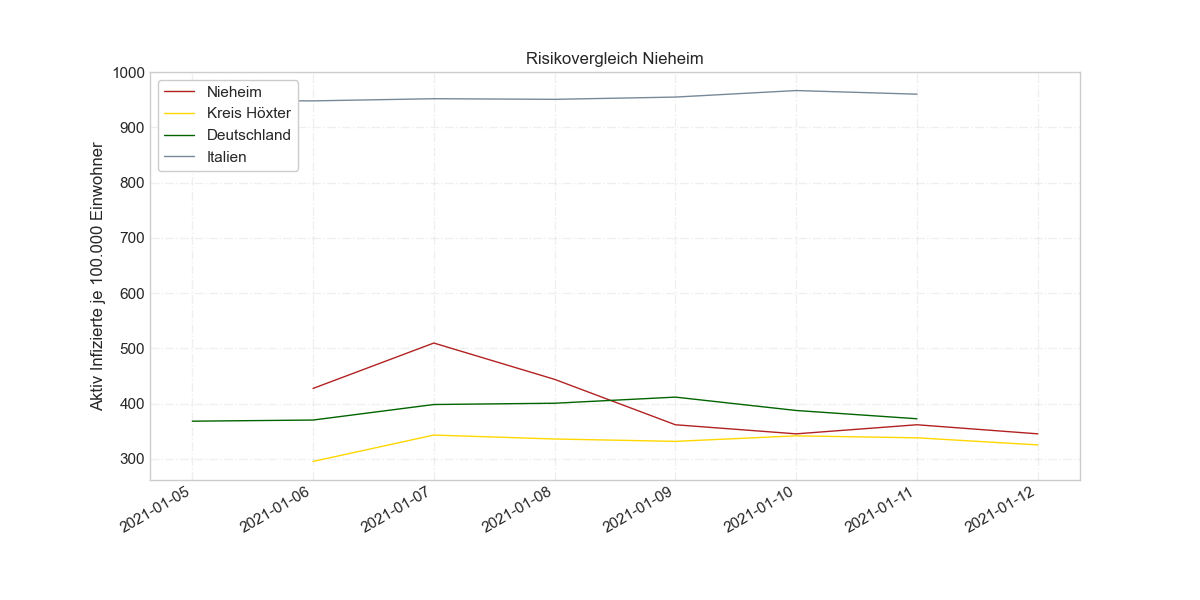 Risikovergleich Nieheim
Aktiv Infizierte je 100.000 Einwohner
1000
900
800
700
600
500
400
300
Nieheim
Kreis Höxter
Deutschland
Italien
2021-01-05
2021-01-06
2021-01-07
2021-01-08
2021-01-09
2021-01-10
2021-01-11
2021-01-12